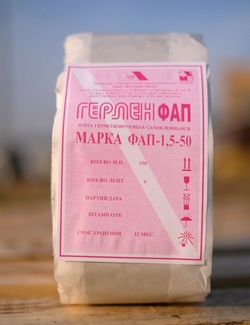 ГЕРЛЕН ФАП
ЛЕНТА ГЕРМЕТИЗИРУЮЩАЯ САМОКЛЕЯЩАЯСЯ
МАРКА ФАП-1,5-50
КОЛ-ВО М.П.
КОЛ-ВО ЛЕНТ 6
ПАРТИЯ/ДАТА
ШТАМП ОТК
СРОК ХРАНЕНИЯ 12 МЕС